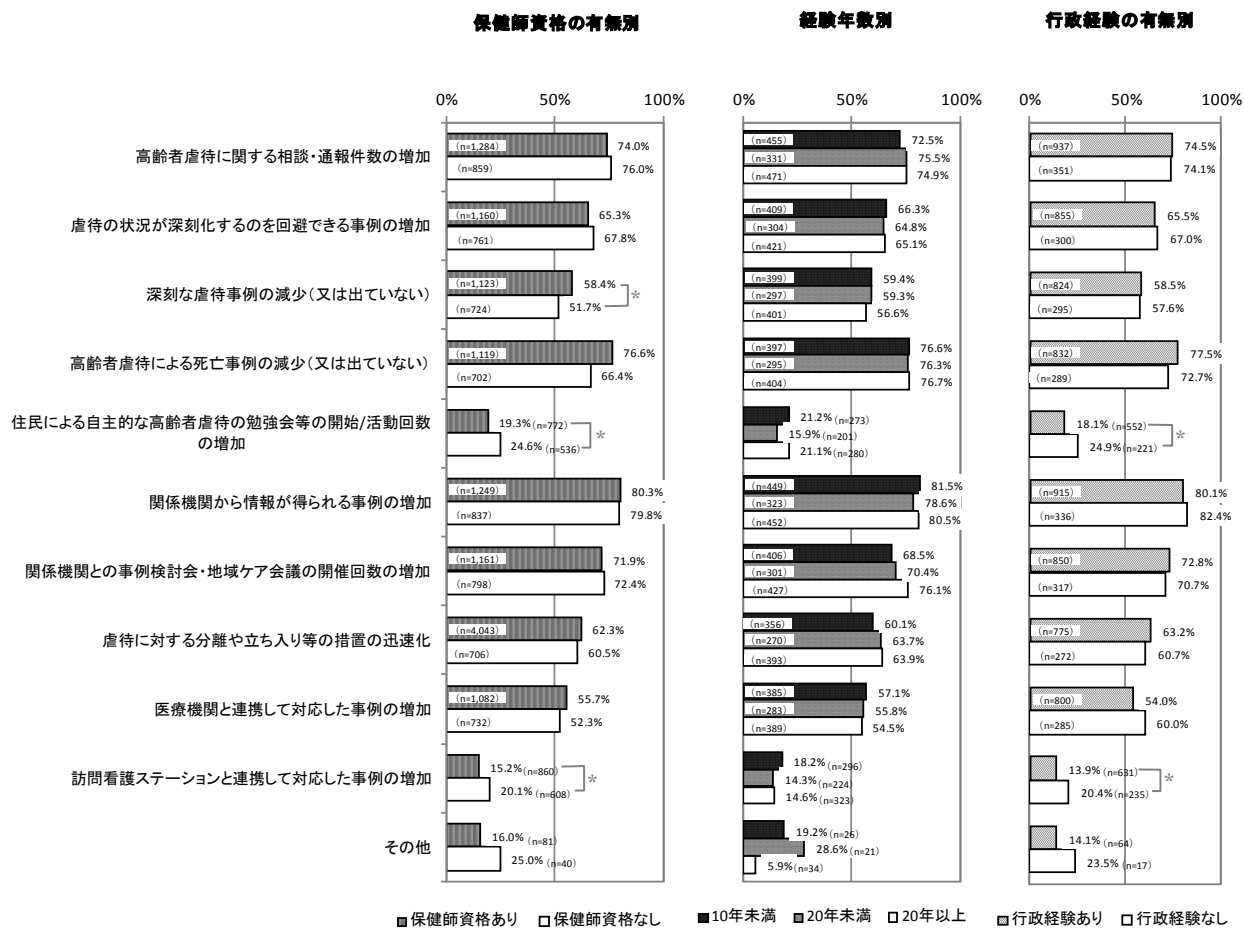 保健師資格の有無別 経験年数別 行政経験の有無別
0% 50% 100% 0% 50% 100% 0% 50% 100%
高齢者虐待に関する相談・通報件数の増加
(n=1,284) 74.0% (n=455) 72.5% (n=937) 74.5%
(n=331) 75.5%
(n=859) 76.0% (n=471) 74.9% (n=351) 74.1%
虐待の状況が深刻化するのを回避できる事例の増加
(n=1,160) 65.3% (n=409) 66.3% (n=855) 65.5%
(n=304) 64.8%
(n=761) 67.8% (n=421) 65.1% (n=300) 67.0%
深刻な虐待事例の減少(又は出ていない)
(n=1,123) 58.4% * (n=399) 59.4% (n=824) 58.5%
(n=297) 59.3%
(n=724) 51.7% (n=401) 56.6% (n=295) 57.6%
高齢者虐待による死亡事例の減少(又は出ていない)
(n=1,119) 76.6% (n=397) 76.6% (n=832) 77.5%
(n=295) 76.3%
(n=702) 66.4% (n=404) 76.7% (n=289) 72.7%
住民による自主的な高齢者虐待の勉強会等の開始/活動回数
の増加
19.3% (n=772) * 21.2% (n=273) 18.1% (n=552) *
15.9% (n=201)
24.6% (n=536) 21.1% (n=280) 24.9% (n=221)
関係機関から情報が得られる事例の増加
(n=1,249) 80.3% (n=449) 81.5% (n=915) 80.1%
(n=323) 78.6%
(n=837) 79.8% (n=452) 80.5% (n=336) 82.4%
関係機関との事例検討会・地域ケア会議の開催回数の増加
(n=1,161) 71.9% (n=406) 68.5% (n=850) 72.8%
(n=301) 70.4%
(n=798) 72.4% (n=427) 76.1% (n=317) 70.7%
虐待に対する分離や立ち入り等の措置の迅速化
(n=4,043) 62.3% (n=356) 60.1% (n=775) 63.2%
(n=270) 63.7%
(n=706) 60.5% (n=393) 63.9% (n=272) 60.7%
医療機関と連携して対応した事例の増加
(n=1,082) 55.7% (n=385) 57.1% (n=800) 54.0%
(n=283) 55.8%
(n=732) 52.3% (n=389) 54.5% (n=285) 60.0%
訪問看護ステーションと連携して対応した事例の増加
15.2% (n=860) * 18.2% (n=296) 13.9% (n=631) *
14.3% (n=224)
20.1% (n=608) 14.6% (n=323) 20.4% (n=235)
その他
16.0% (n=81) 19.2% (n=26) 14.1% (n=64)
28.6% (n=21)
25.0% (n=40) 5.9% (n=34) 23.5% (n=17)
保健師資格あり 保健師資格なし 10年未満 20年未満 20年以上 行政経験あり 行政経験なし